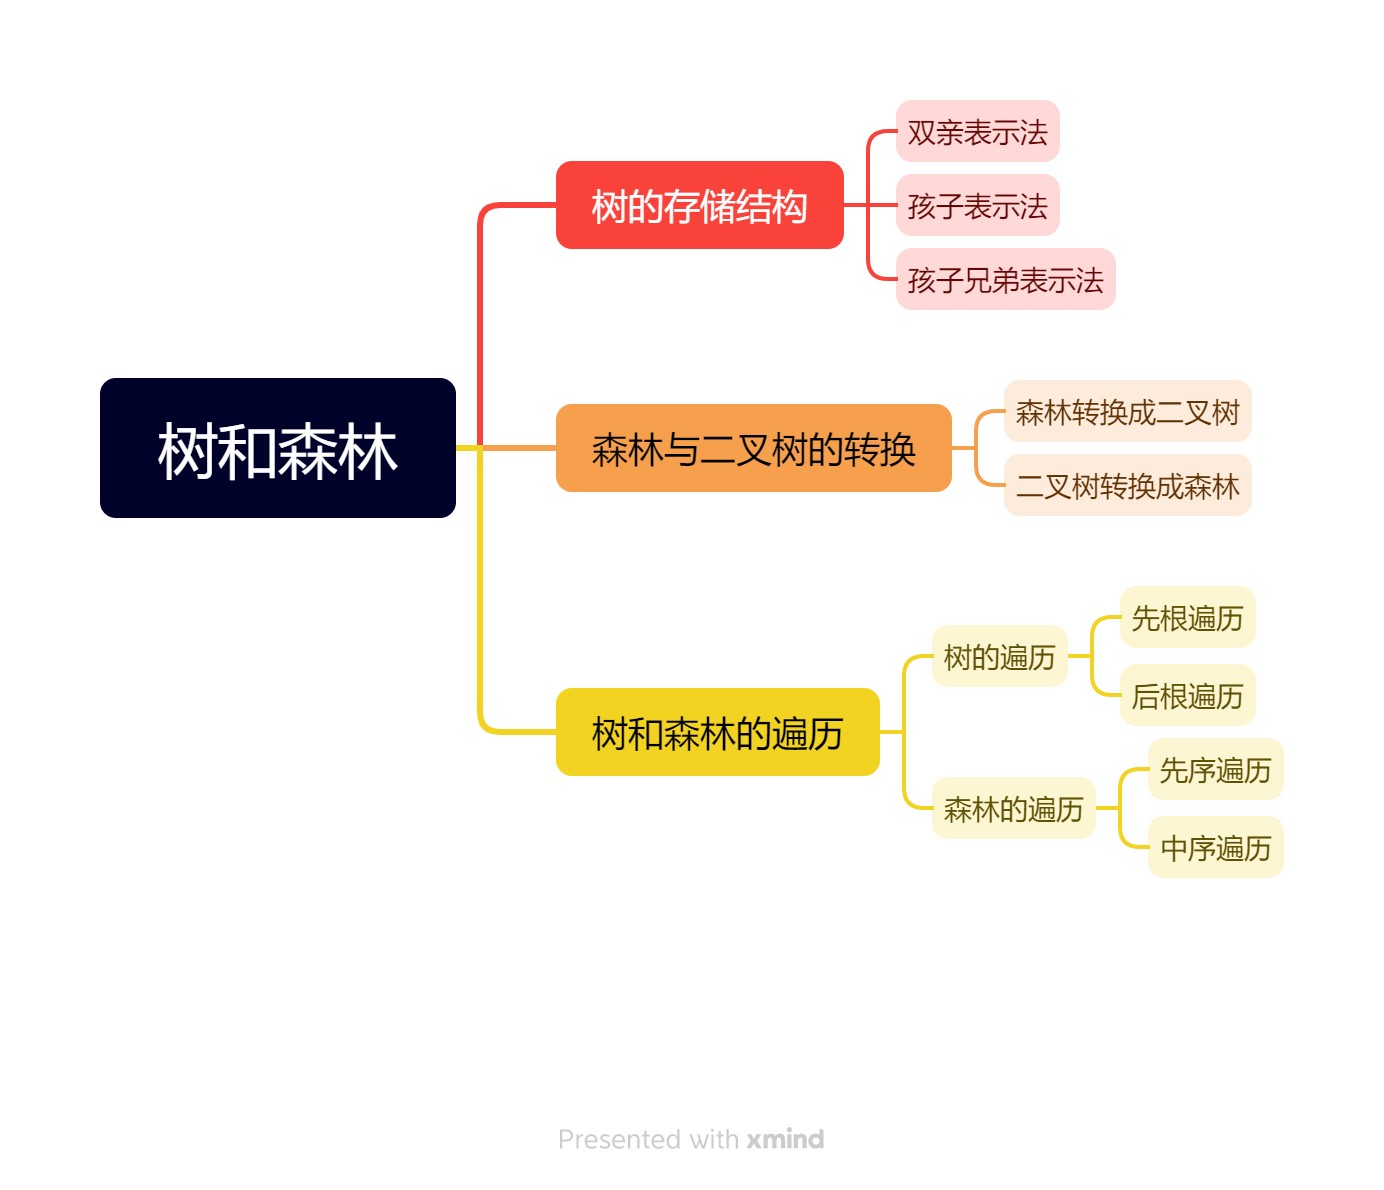 树和森林
树的存储结构
双亲表示法
孩子表示法
孩子兄弟表示法
森林与二叉树的转换
森林转换成二叉树
二叉树转换成森林
树和森林的遍历
树的遍历
先根遍历
后根遍历
森林的遍历
先序遍历
中序遍历
Presented with xmind